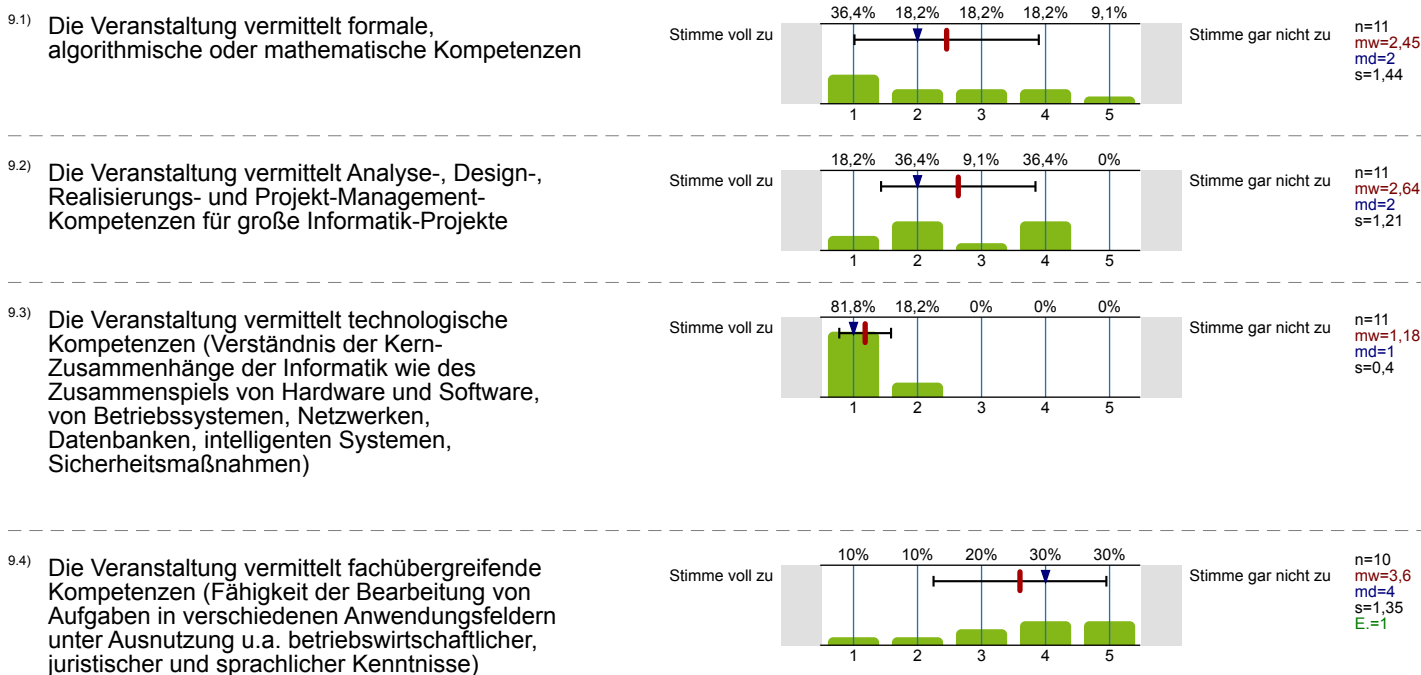 9.1) Die Veranstaltung vermittelt formale,
algorithmische oder mathematische Kompetenzen
Stimme voll zu
36,4% 18,2% 18,2% 18,2% 9,1%
1 2 3 4 5
Stimme gar nicht zu
n=11
mw=2,45
md=2
s=1,44
9.2) Die Veranstaltung vermittelt Analyse-, Design-,
Realisierungs- und Projekt-Management-
Kompetenzen für große Informatik-Projekte
Stimme voll zu
18,2% 36,4% 9,1% 36,4% 0%
1 2 3 4 5
Stimme gar nicht zu
n=11
mw=2,64
md=2
s=1,21
9.3) Die Veranstaltung vermittelt technologische
Kompetenzen (Verständnis der Kern-
Zusammenhänge der Informatik wie des
Zusammenspiels von Hardware und Software,
von Betriebssystemen, Netzwerken,
Datenbanken, intelligenten Systemen,
Sicherheitsmaßnahmen)
Stimme voll zu
81,8% 18,2% 0% 0% 0%
1 2 3 4 5
Stimme gar nicht zu
n=11
mw=1,18
md=1
s=0,4
9.4) Die Veranstaltung vermittelt fachübergreifende
Kompetenzen (Fähigkeit der Bearbeitung von
Aufgaben in verschiedenen Anwendungsfeldern
unter Ausnutzung u.a. betriebswirtschaftlicher,
juristischer und sprachlicher Kenntnisse)
Stimme voll zu
10% 10% 20% 30% 30%
1 2 3 4 5
Stimme gar nicht zu
n=10
mw=3,6
md=4
s=1,35
E.=1